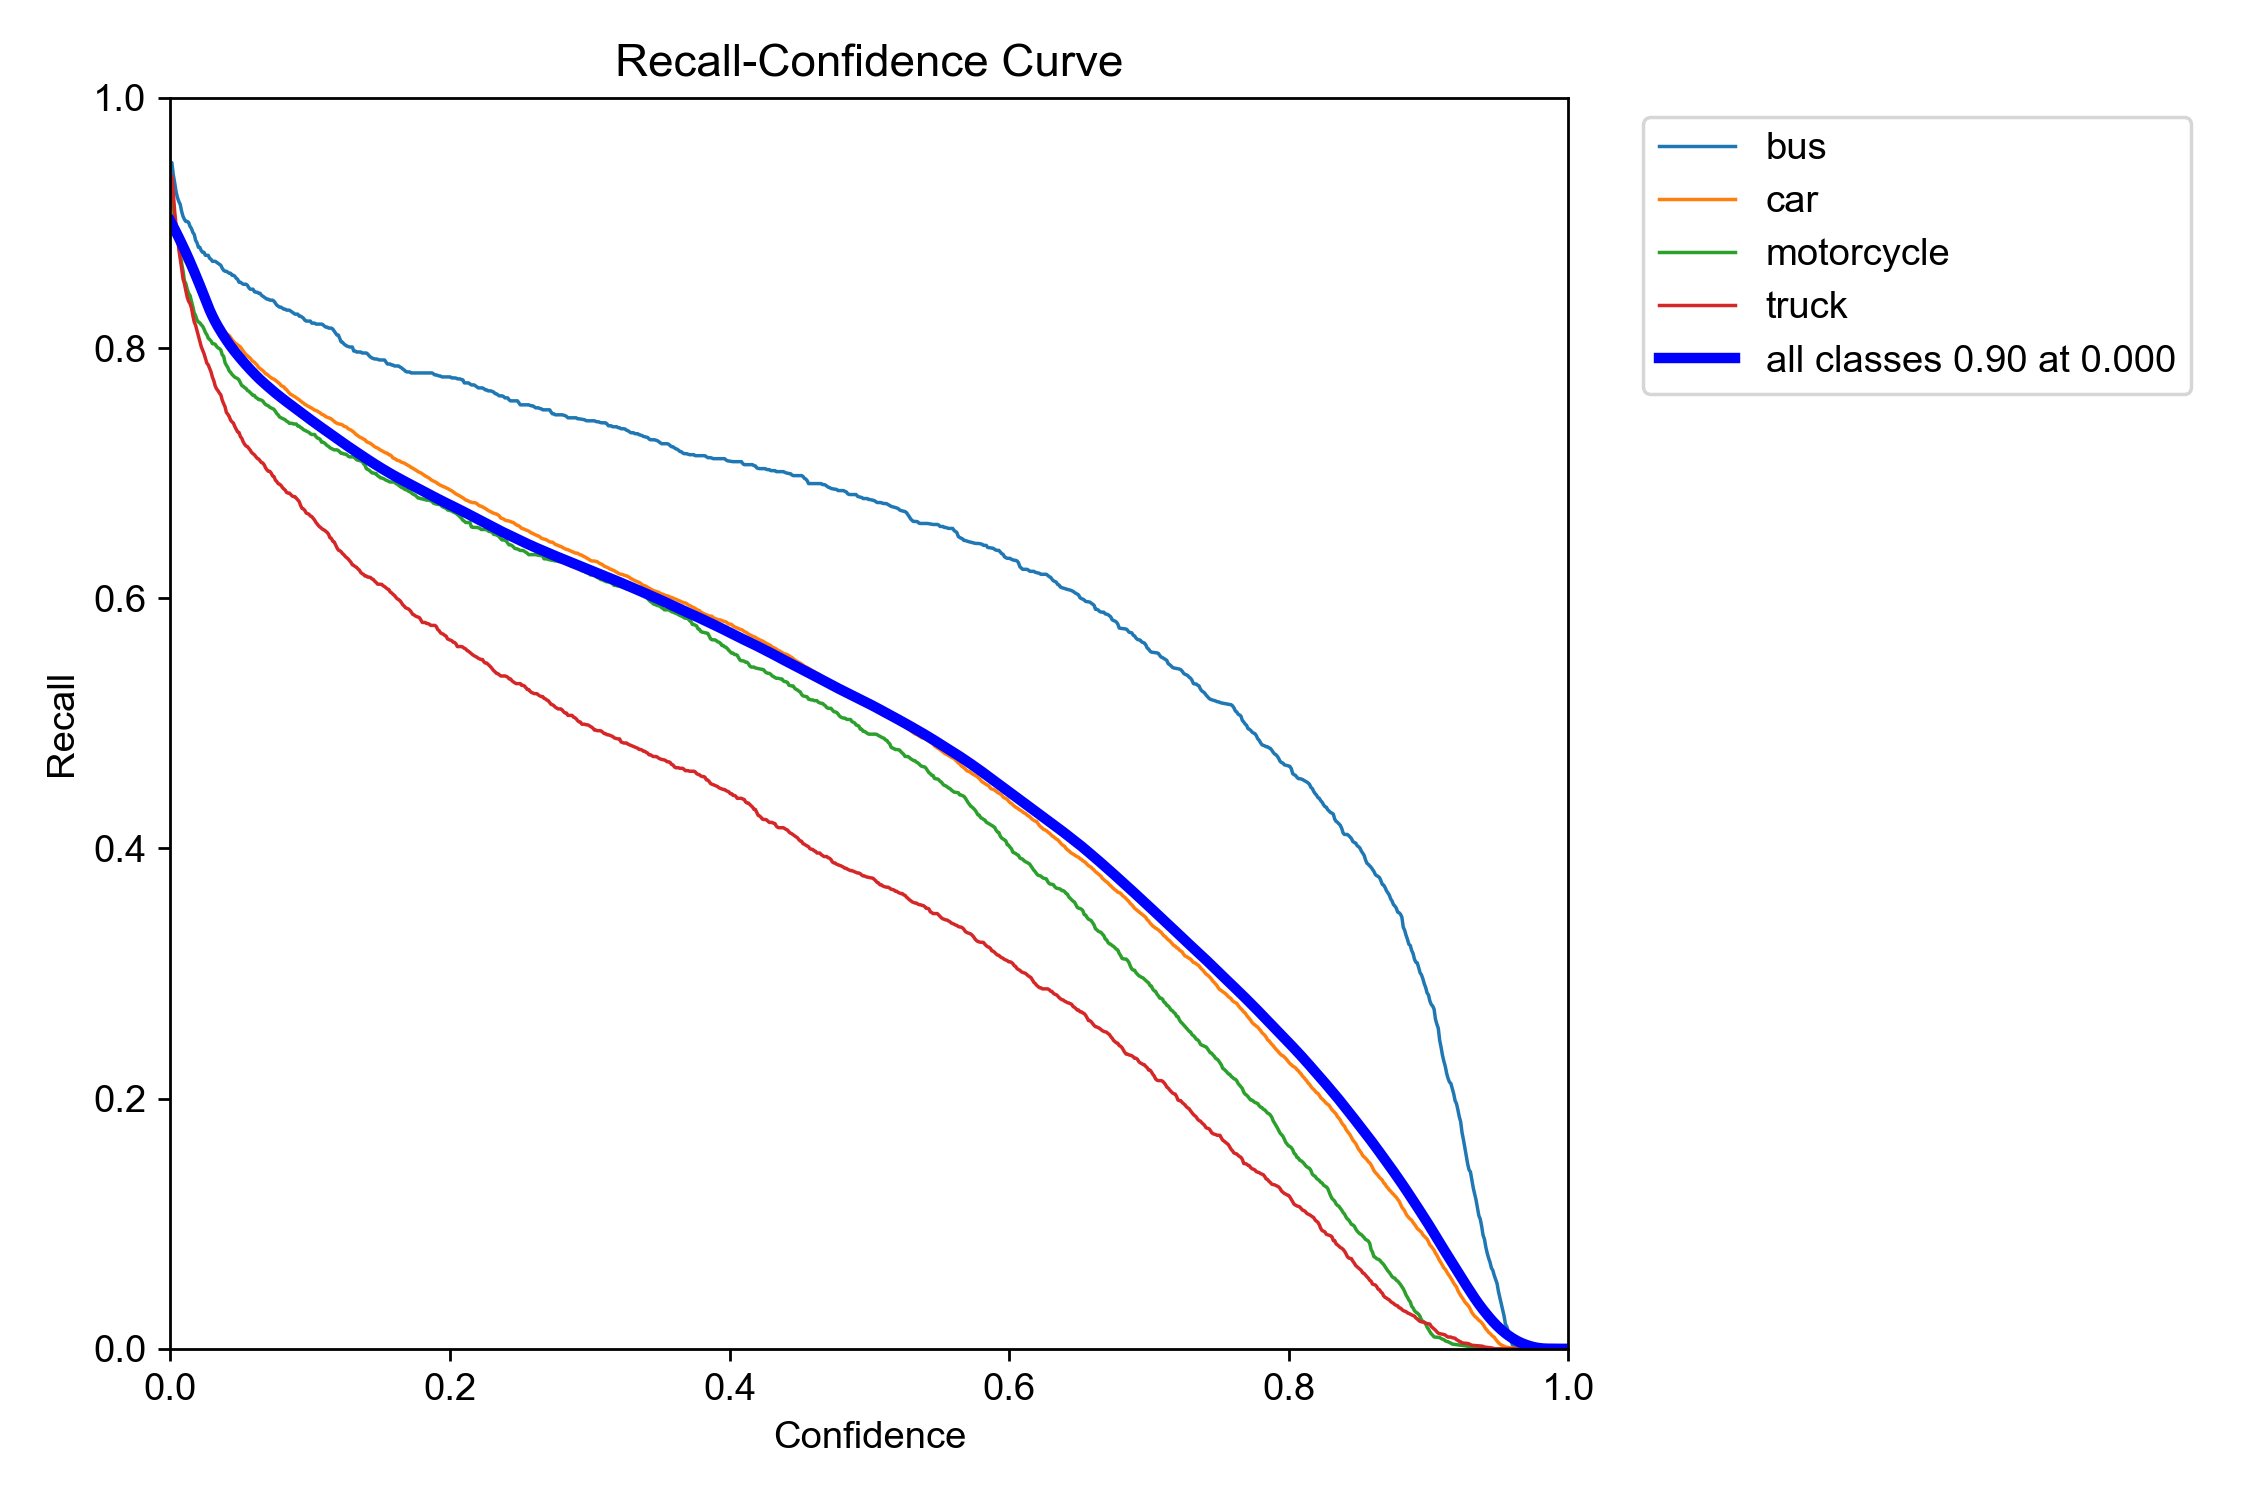 Recall-Confidence Curve
1.0
0.8
0.6
0.4
0.2
0.0
Recall
0.0 0.2 0.4 0.6 0.8 1.0
Confidence
bus
car
motorcycle
truck
all classes 0.90 at 0.000